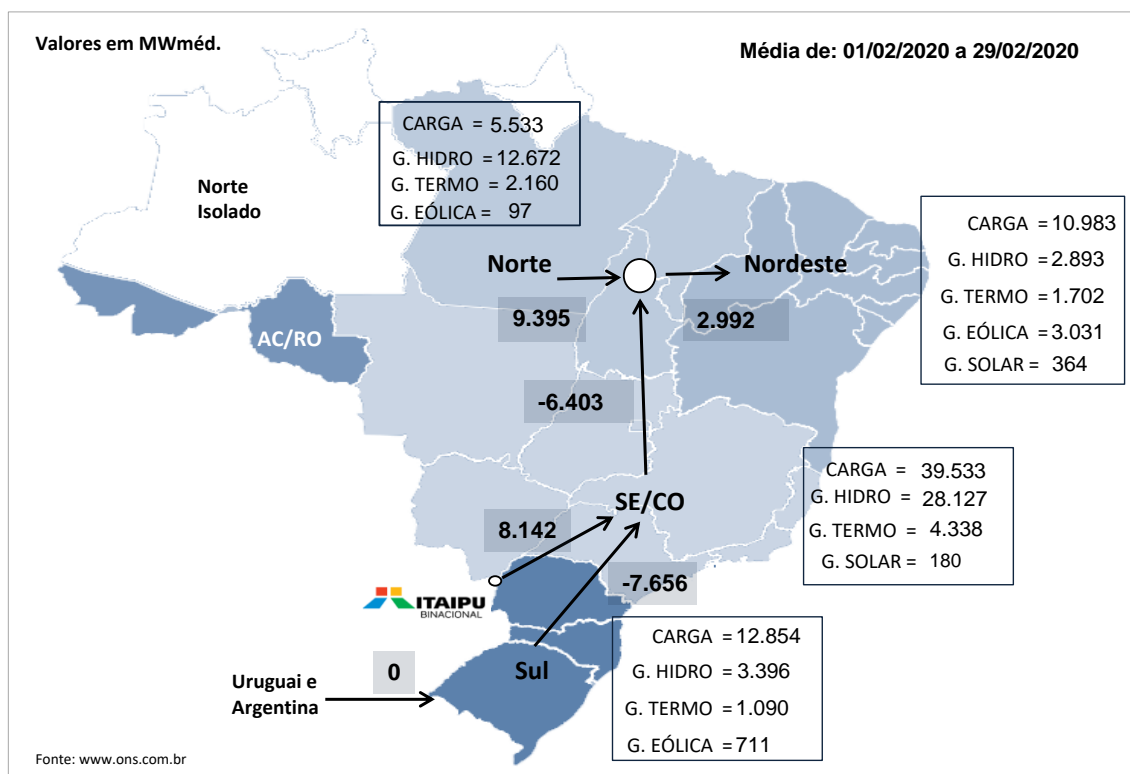 Valores em MWméd.
Média de: 01/02/2020 a 29/02/2020
CARGA = 5.533
G. HIDRO = 12.672
G. TERMO = 2.160
G. EÓLICA = 97
Norte
Isolado
CARGA = 10.983
G. HIDRO = 2.893
G. TERMO = 1.702
G. EÓLICA = 3.031
G. SOLAR = 364
Norte
Nordeste
9.395
2.992
AC/RO
-6.403
CARGA = 39.533
G. HIDRO = 28.127
G. TERMO = 4.338
G. SOLAR = 180
SE/CO
8.142
-7.656
ITAIPU
BINACIONAL
CARGA = 12.854
G. HIDRO = 3.396
G. TERMO = 1.090
G. EÓLICA = 711
Sul
0
Uruguai e
Argentina
Fonte: www.ons.com.br